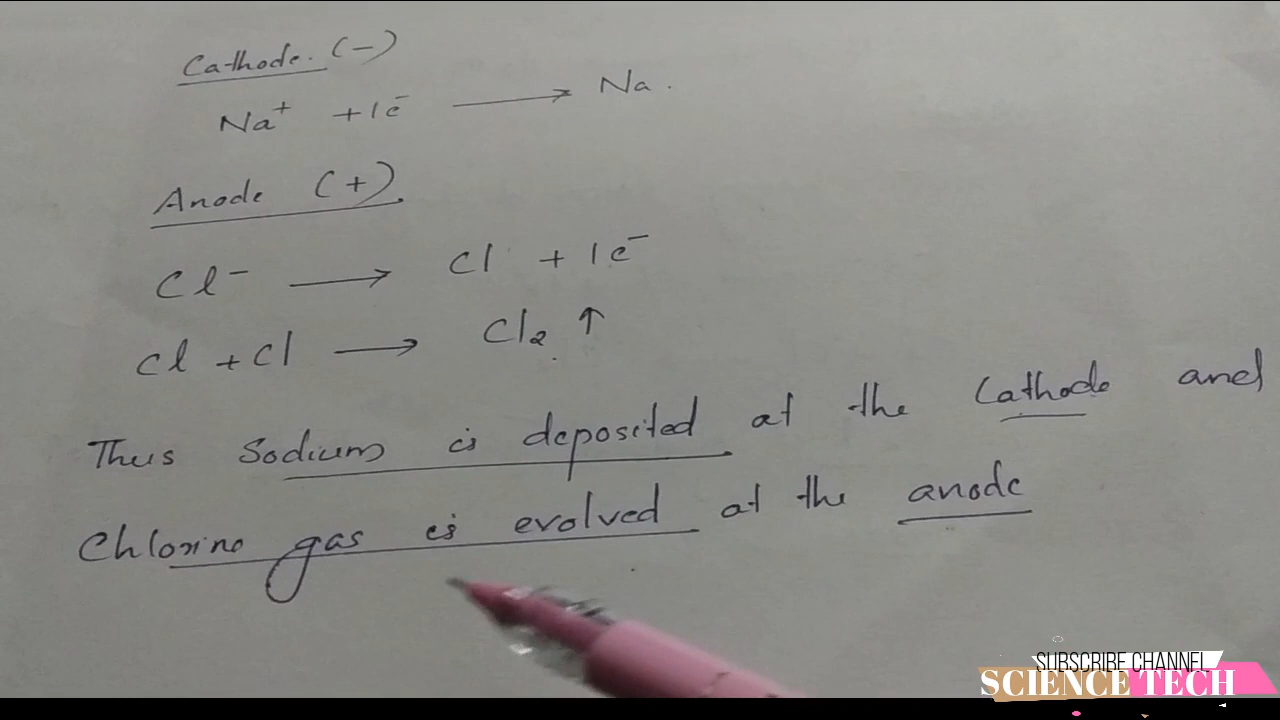 Cathode. (-)
Na⁺ + 1e⁻ ⟶ Na.
Anode (+).
Cl⁻ ⟶ Cl + 1e⁻
Cl + Cl ⟶ Cl₂ ↑
Thus Sodium is deposited at the Cathode and
Chlorine gas is evolved at the anode
SUBSCRIBE CHANNEL
SCIENCE TECH